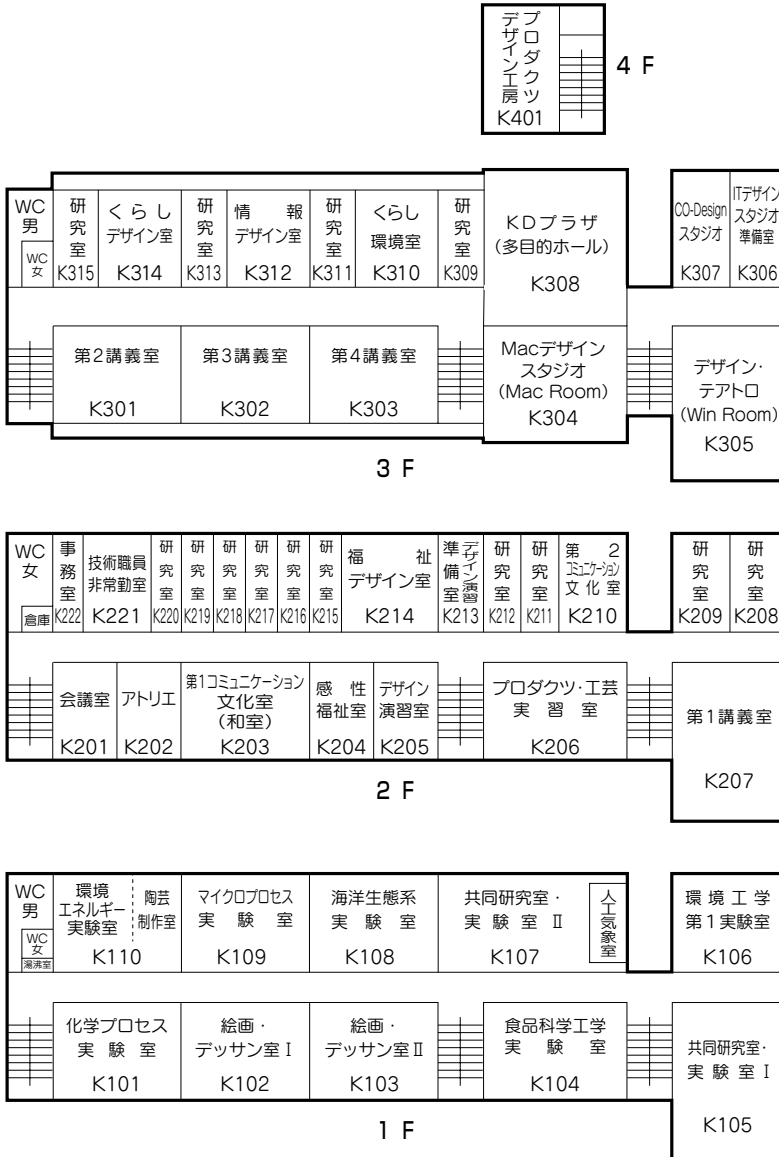 プロダクツ
デザイン工房
K401
4 F
WC
男
WC
女
研究室
K315
くらし
デザイン室
K314
研究室
K313
情報
デザイン室
K312
研究室
K311
くらし
環境室
K310
研究室
K309
KDプラザ
(多目的ホール)
K308
CO-Design
スタジオ
K307
ITデザイン
スタジオ
準備室
K306
第2講義室
K301
第3講義室
K302
第4講義室
K303
Macデザイン
スタジオ
(Mac Room)
K304
デザイン・
テアトロ
(Win Room)
K305
3 F
WC
女
倉庫
事務室
K222
技術職員
非常勤室
K221
研究室
K220
研究室
K219
研究室
K218
研究室
K217
研究室
K216
研究室
K215
福祉
デザイン室
K214
デザイン演習
準備室
K213
研究室
K212
研究室
K211
第2
コミュニケーション
文化室
K210
研究室
K209
研究室
K208
会議室
K201
アトリエ
K202
第1コミュニケーション
文化室
(和室)
K203
感性
福祉室
K204
デザイン
演習室
K205
プロダクツ・工芸
実習室
K206
第1講義室
K207
2 F
WC
男
WC
女
湯沸室
環境
エネルギー
実験室
陶芸
制作室
K110
マイクロプロセス
実験室
K109
海洋生態系
実験室
K108
共同研究室・
実験室 Ⅱ
K107
人工気象室
環境工学
第1実験室
K106
化学プロセス
実験室
K101
絵画・
デッサン室Ⅰ
K102
絵画・
デッサン室Ⅱ
K103
食品科学工学
実験室
K104
共同研究室・
実験室Ⅰ
K105
1 F